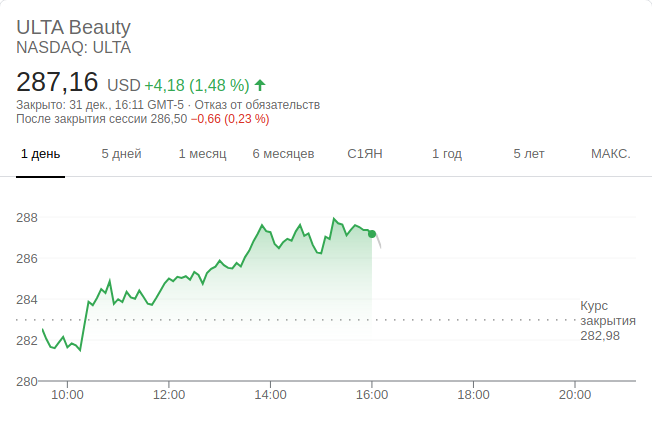 ULTA Beauty
NASDAQ: ULTA
287,16 USD +4,18 (1,48 %)
Закрыто: 31 дек., 16:11 GMT-5 · Отказ от обязательств
После закрытия сессии 286,50 −0,66 (0,23 %)
1 день 5 дней 1 месяц 6 месяцев С1ЯН 1 год 5 лет МАКС.
288
286
284
Курс
закрытия
282,98
282
280
10:00 12:00 14:00 16:00 18:00 20:00